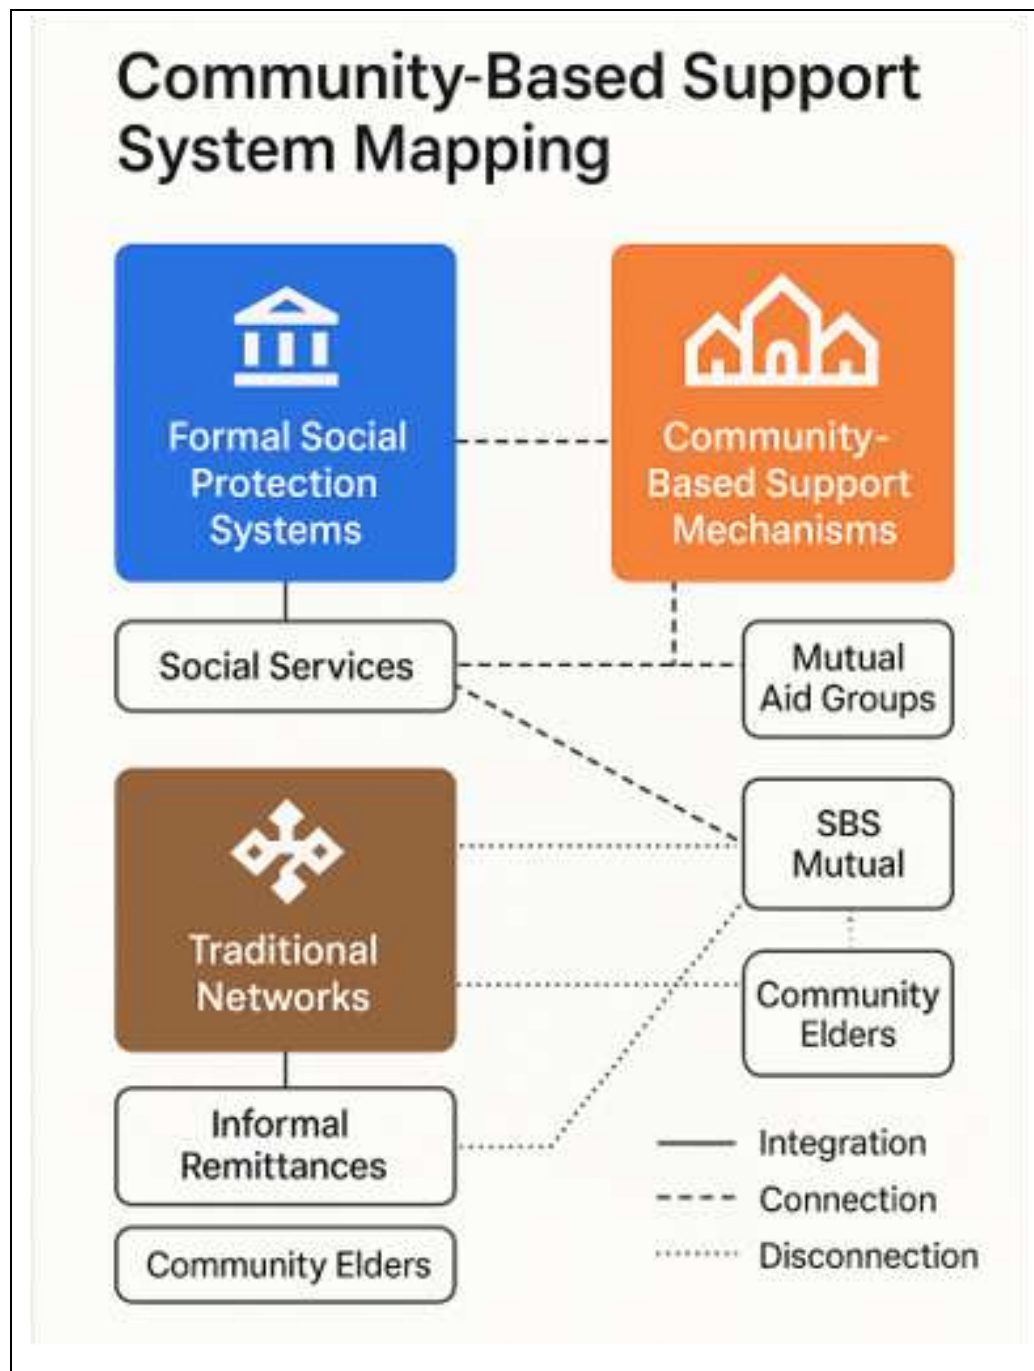 Community-Based Support
System Mapping
Formal Social
Protection
Systems
Community-
Based Support
Mechanisms
Social Services
Mutual
Aid Groups
Traditional
Networks
SBS
Mutual
Community
Elders
Informal
Remittances
Community Elders
Integration
Connection
Disconnection